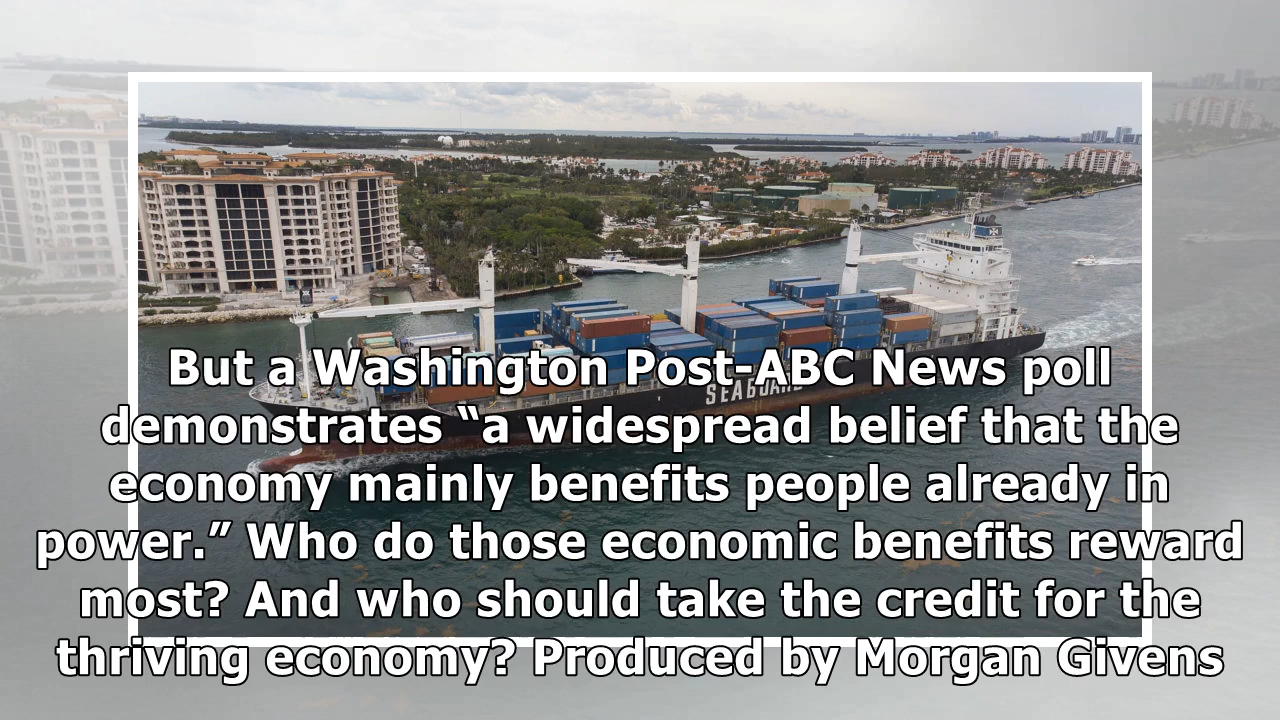 But a Washington Post-ABC News poll
demonstrates “a widespread belief that the
economy mainly benefits people already in
power.” Who do those economic benefits reward
most? And who should take the credit for the
thriving economy? Produced by Morgan Givens